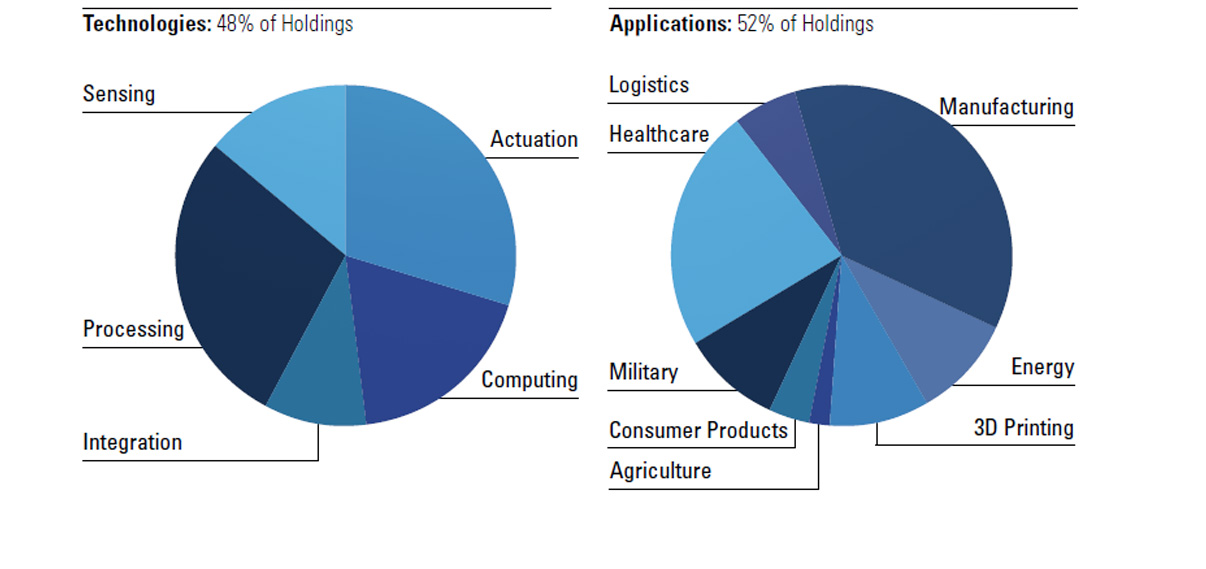 Technologies: 48% of Holdings
Sensing
Actuation
Processing
Computing
Integration
Applications: 52% of Holdings
Logistics
Manufacturing
Healthcare
Military
Energy
Consumer Products
3D Printing
Agriculture